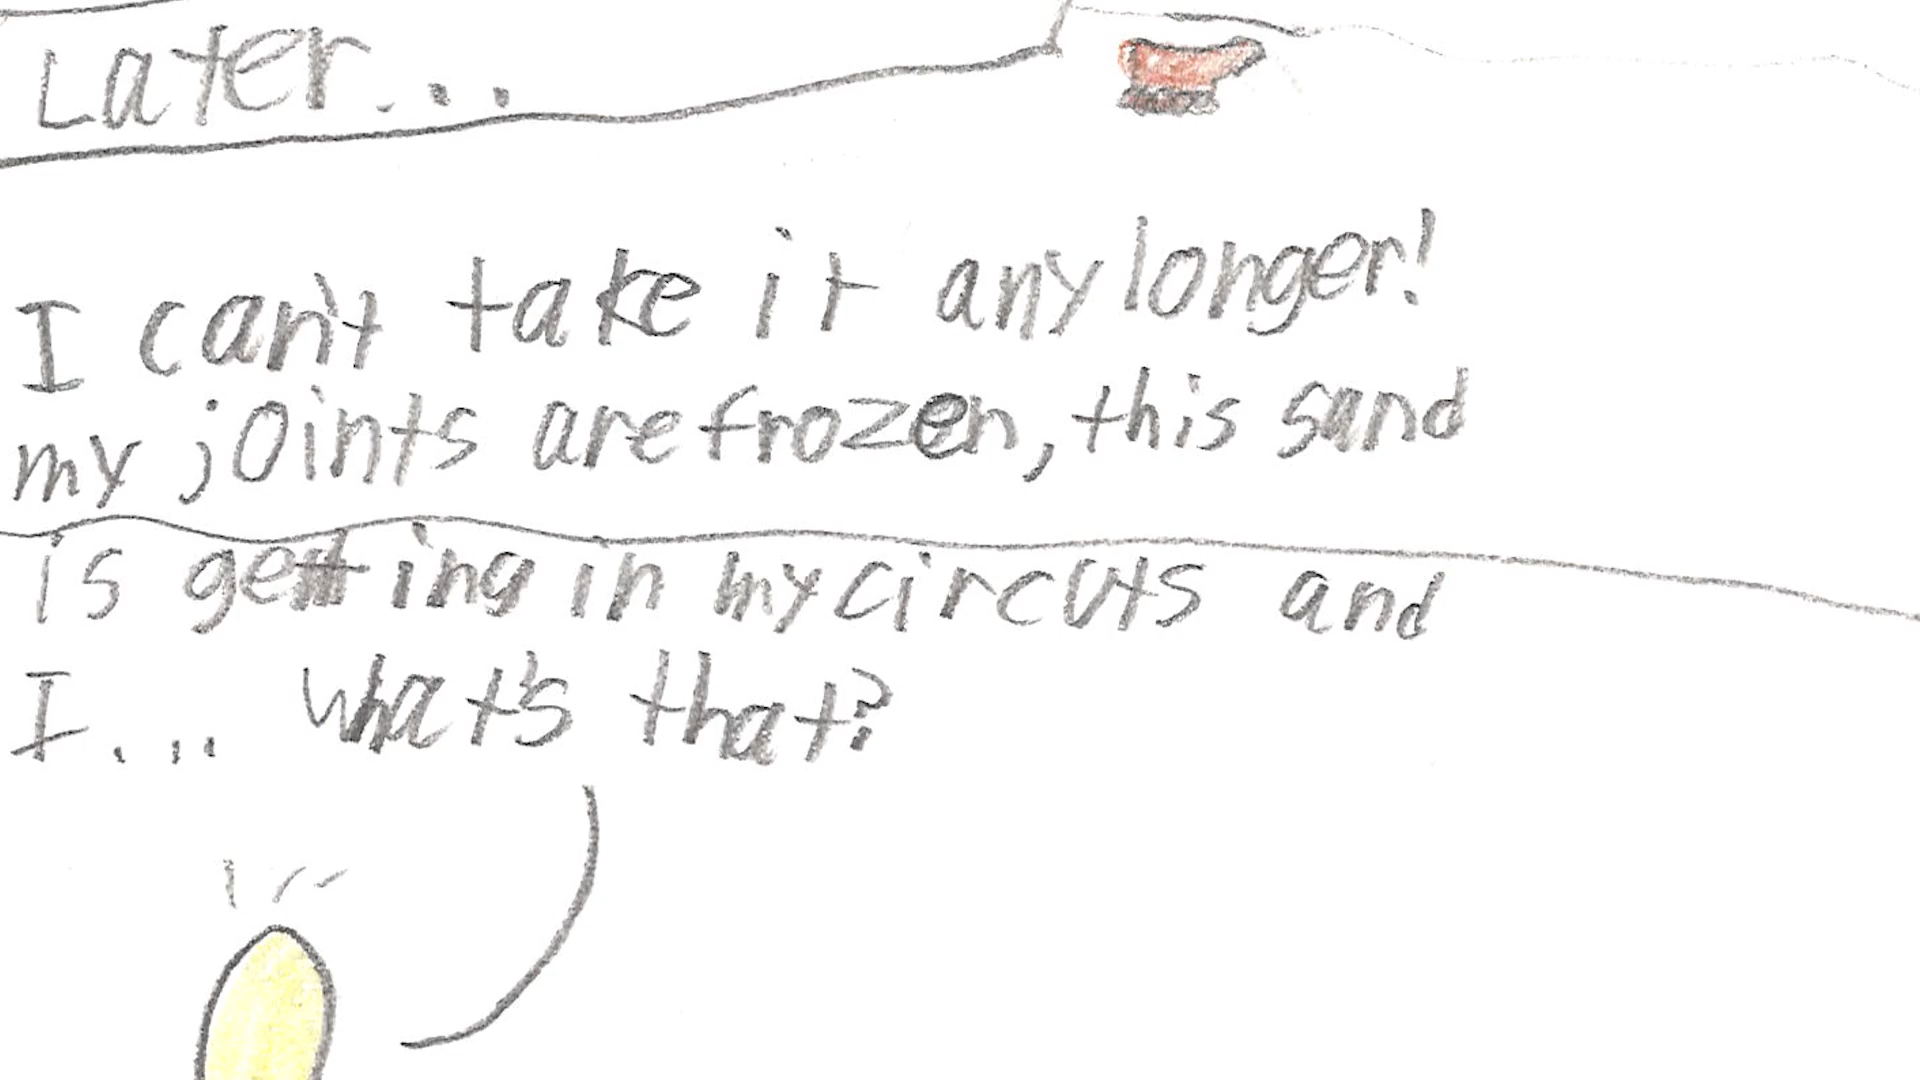 Later...
I can't take it any longer!
my joints are frozen, this sand
is getting in my circuts and
I... what's that?